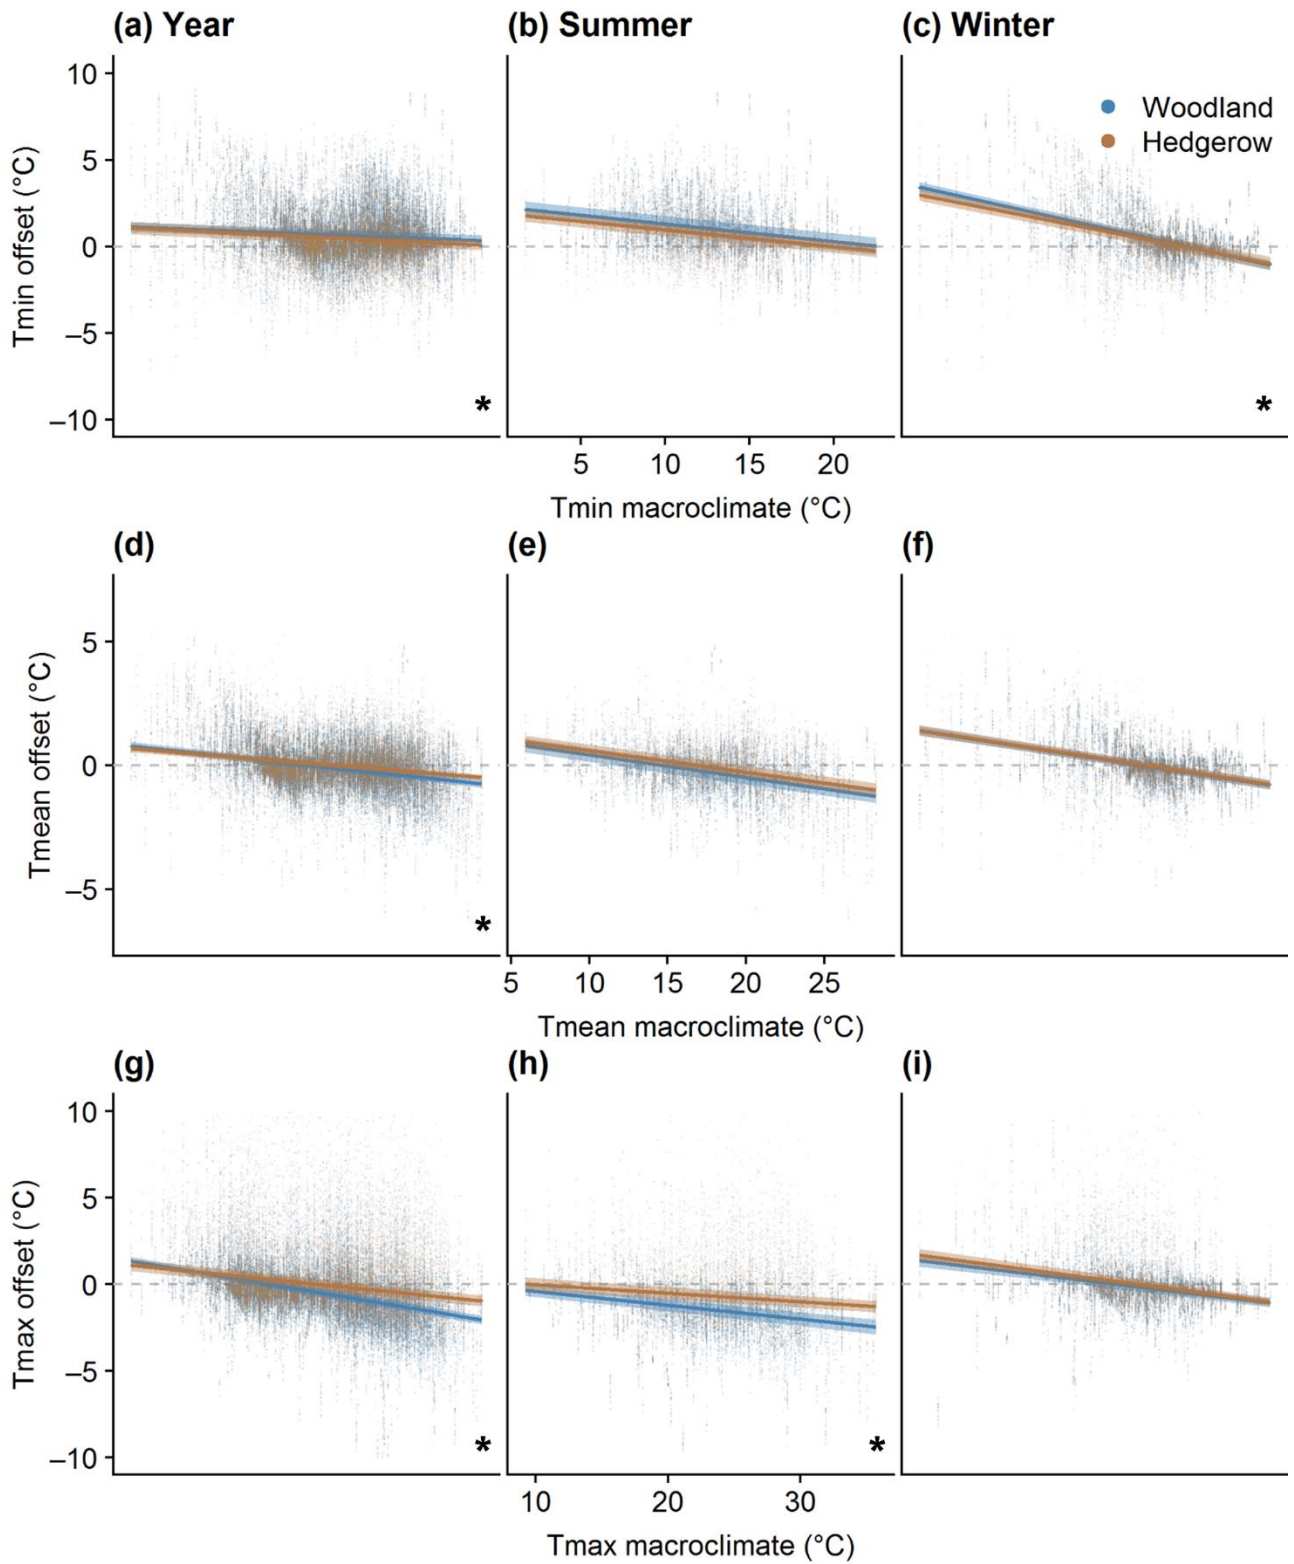 (a) Year
(b) Summer
(c) Winter
10
5
0
–5
–10
Tmin offset (°C)
Woodland
Hedgerow
*
*
5 10 15 20
Tmin macroclimate (°C)
(d)
(e)
(f)
5
0
–5
Tmean offset (°C)
*
5 10 15 20 25
Tmean macroclimate (°C)
(g)
(h)
(i)
10
5
0
–5
–10
Tmax offset (°C)
*
*
10 20 30
Tmax macroclimate (°C)